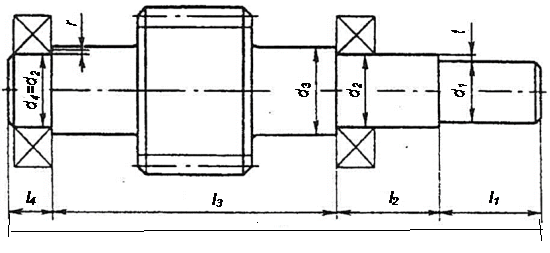 r
t
d₄=d₂
d₃
d₂
d₁
l₄
l₃
l₂
l₁